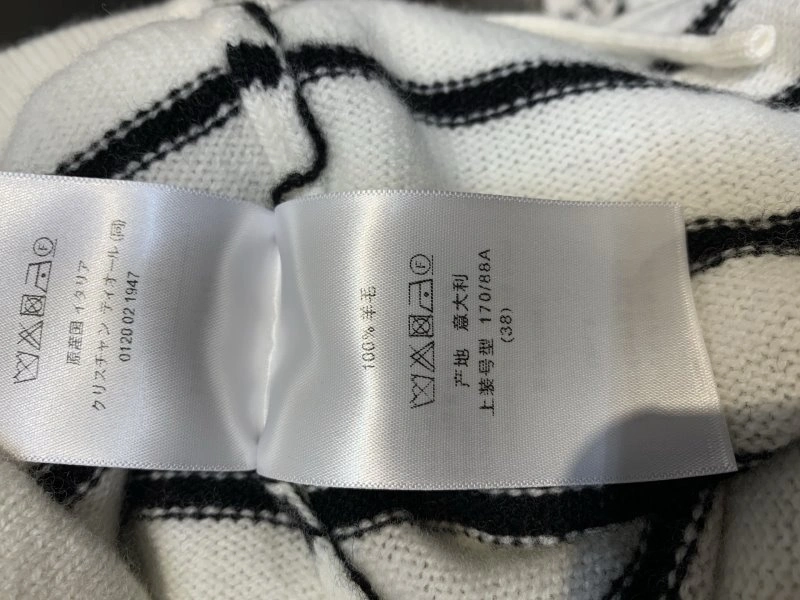 原産国 イタリア
クリスチャン ディオール (同)
0120 02 1947
100% 羊毛
产地 意大利
上装号型 170/88A
(38)